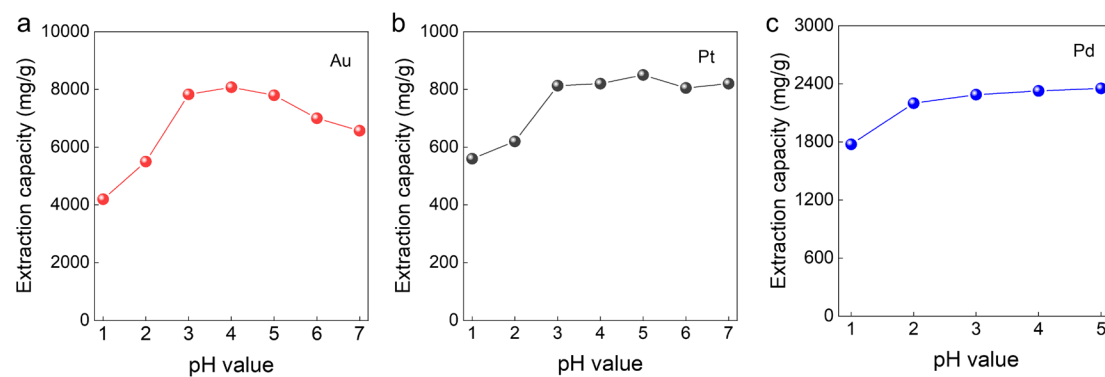 a
Au
Extraction capacity (mg/g)
10000
8000
6000
4000
2000
0
1 2 3 4 5 6 7
pH value
b
Pt
Extraction capacity (mg/g)
1000
800
600
400
200
0
1 2 3 4 5 6 7
pH value
c
Pd
Extraction capacity (mg/g)
3000
2400
1800
1200
600
0
1 2 3 4 5
pH value